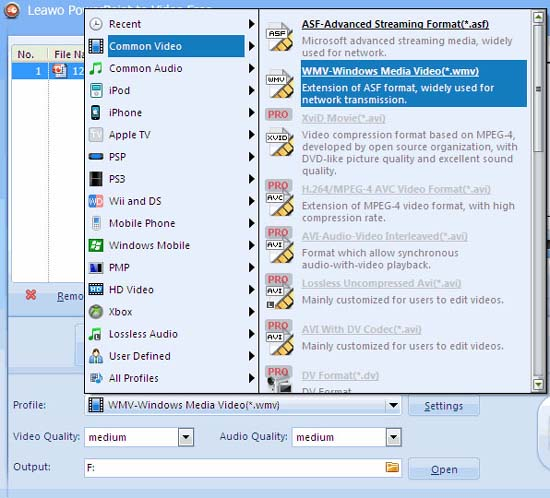 Leawo PowerPoint to Video Free
No. File Na
1 12
Remo
Recent
Common Video
Common Audio
iPod
iPhone
Apple TV
PSP
PS3
Wii and DS
Mobile Phone
Windows Mobile
PMP
HD Video
Xbox
Lossless Audio
User Defined
All Profiles
ASF
ASF-Advanced Streaming Format(*.asf)
Microsoft advanced streaming media, widely
used for network.
WMV
WMV-Windows Media Video(*.wmv)
Extension of ASF format, widely used for
network transmission.
PRO
XVID
XviD Movie(*.avi)
Video compression format based on MPEG-4,
developed by open source organization, with
DVD-like picture quality and excellent sound
quality.
PRO
AVC
H.264/MPEG-4 AVC Video Format(*.avi)
Extension of MPEG-4 video format, with high
compression rate.
PRO
AVI
AVI-Audio-Video Interleaved(*.avi)
Format which allow synchronous
audio-with-video playback.
PRO
AVI
Lossless Uncompressed Avi(*.avi)
Mainly customized for users to edit videos.
PRO
AVI
AVI With DV Codec(*.avi)
Mainly customized for users to edit videos.
PRO
DV Format(*.dv)
DV Format
Profile: WMV-Windows Media Video(*.wmv) Settings
Video Quality: medium Audio Quality: medium
Output: F: Open